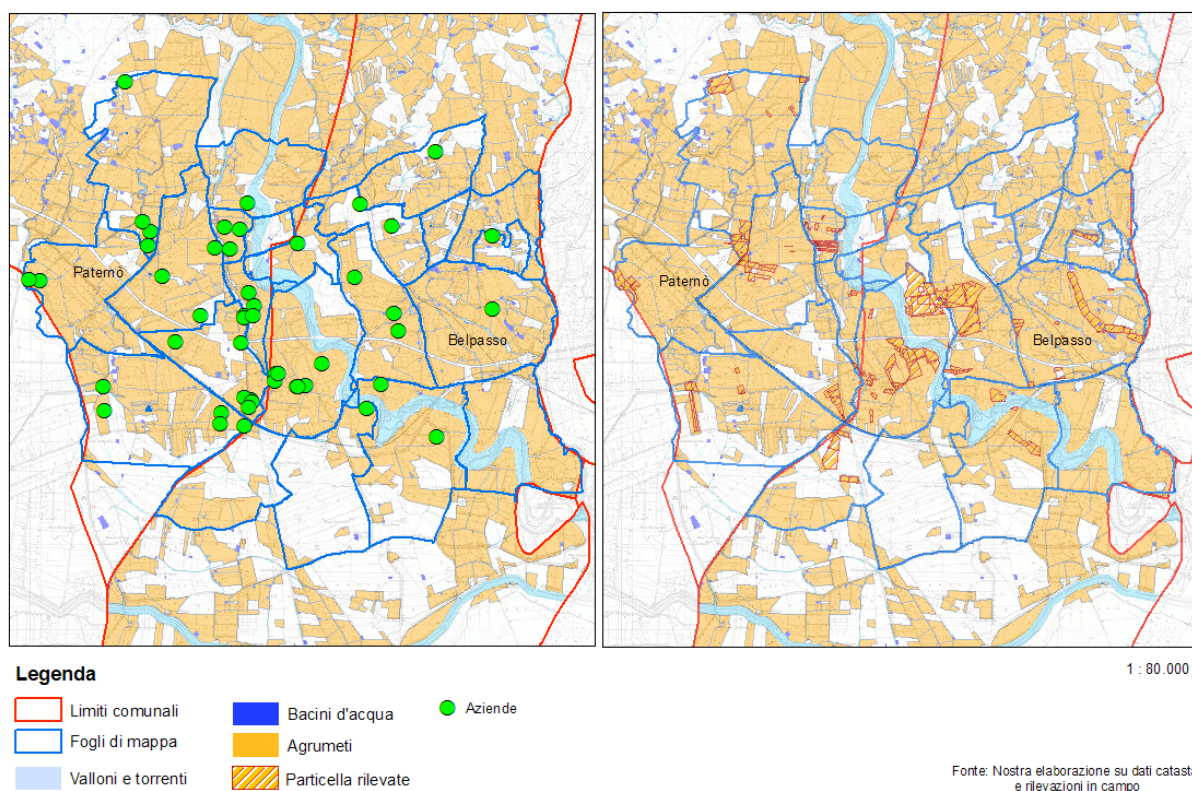 Paternò
Belpasso
Paternò
Belpasso
Legenda
1 : 80.000
Limiti comunali
Bacini d'acqua
Aziende
Fogli di mappa
Agrumeti
Valloni e torrenti
Particella rilevate
Fonte: Nostra elaborazione su dati catasta
e rilevazioni in campo